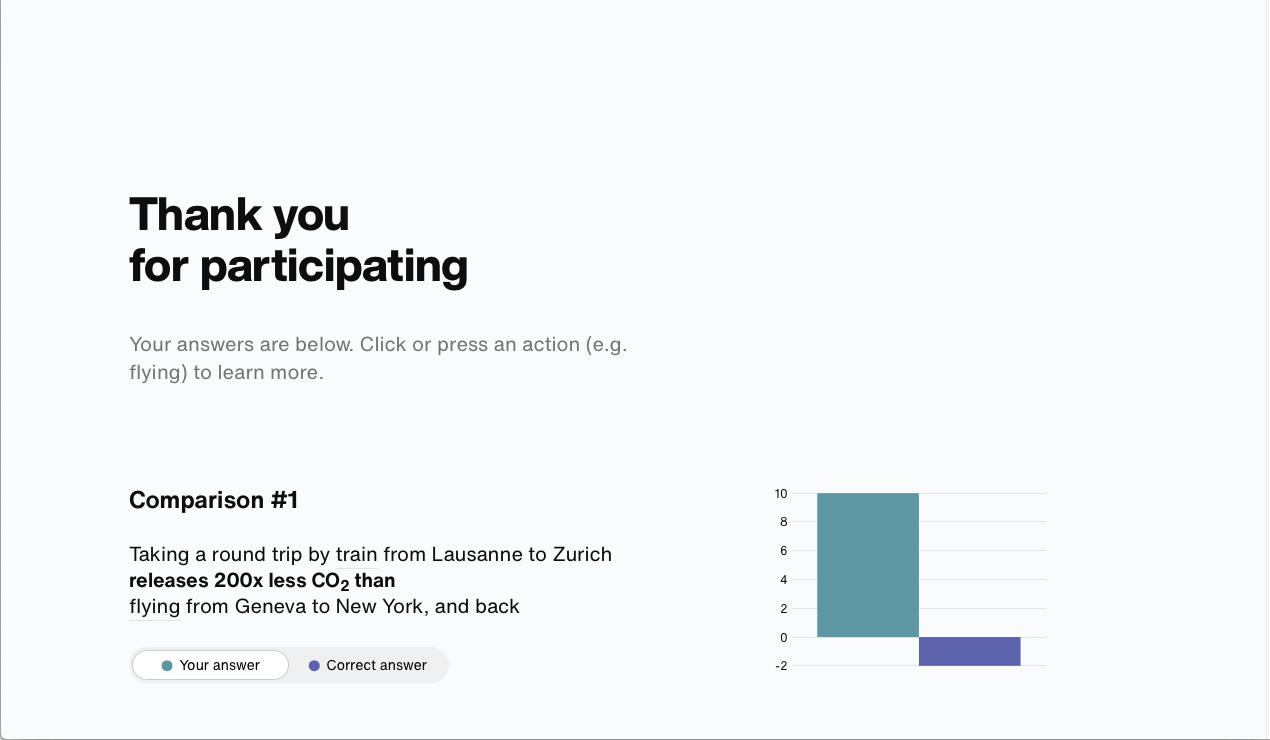 Thank you
for participating
Your answers are below. Click or press an action (e.g.
flying) to learn more.
Comparison #1
Taking a round trip by train from Lausanne to Zurich
releases 200x less CO2 than
flying from Geneva to New York, and back
Your answer
Correct answer
10
8
6
4
2
0
-2